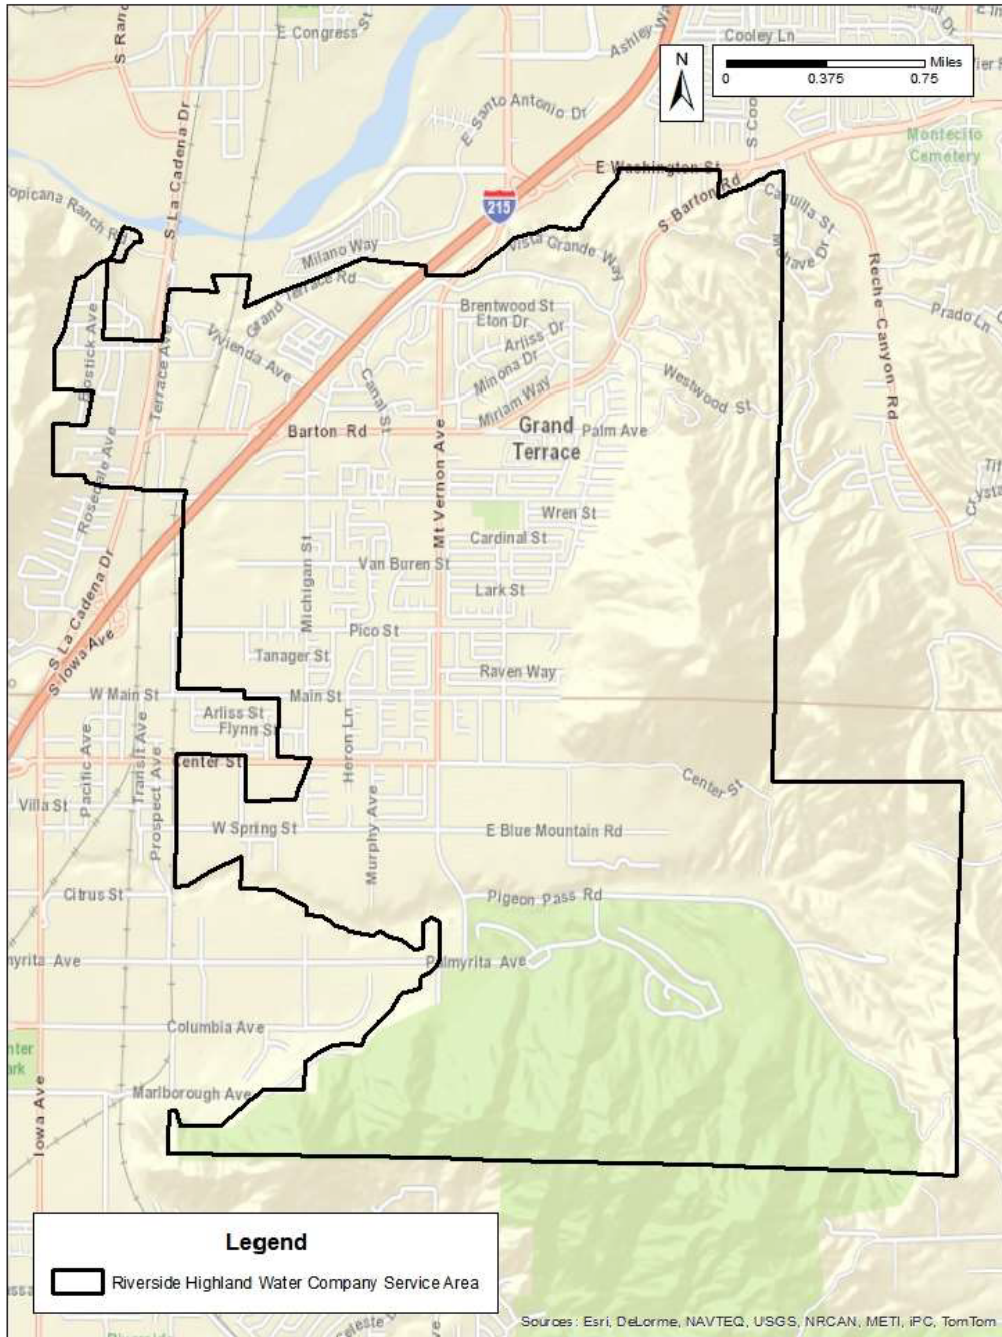 E Congress St
S La Cadena Dr
Ashley Wa
Cooley Ln
N
Miles
0
0.375
0.75
E Santo Antonio Dr
Montecito
Cemetery
E Washington St
S Barton Rd
215
opicana Ranch Rd
Milano Way
Vista Grande Way
Grand Terrace Rd
Reche Canyon Rd
Prado Ln
Brentwood St
Eton Dr
Arliss Dr
Minona Dr
Miriam Way
Vivienda Ave
Terrace Ave
Canal St
Westwood St
Barton Rd
Grand
Terrace
Palm Ave
Mt Vernon Ave
Rosedale Ave
Wren St
Cardinal St
Van Buren St
Lark St
Michigan St
Pico St
Tanager St
Raven Way
S La Cadena Dr
S Iowa Ave
W Main St
Main St
Arliss St
Flynn St
enter St
Center St
Pacific Ave
Transit Ave
Prospect Ave
Heron Ln
Murphy Ave
Villa St
W Spring St
E Blue Mountain Rd
Citrus St
Pigeon Pass Rd
myrita Ave
Palmyrita Ave
Columbia Ave
Marlborough Ave
Iowa Ave
Legend
Riverside Highland Water Company Service Area
Sources: Esri, DeLorme, NAVTEQ, USGS, NRCAN, METI, iPC, TomTom